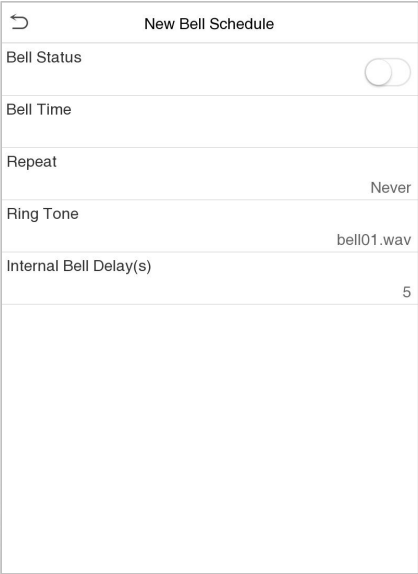 New Bell Schedule
Bell Status
Bell Time
Repeat
Never
Ring Tone
bell01.wav
Internal Bell Delay(s)
5